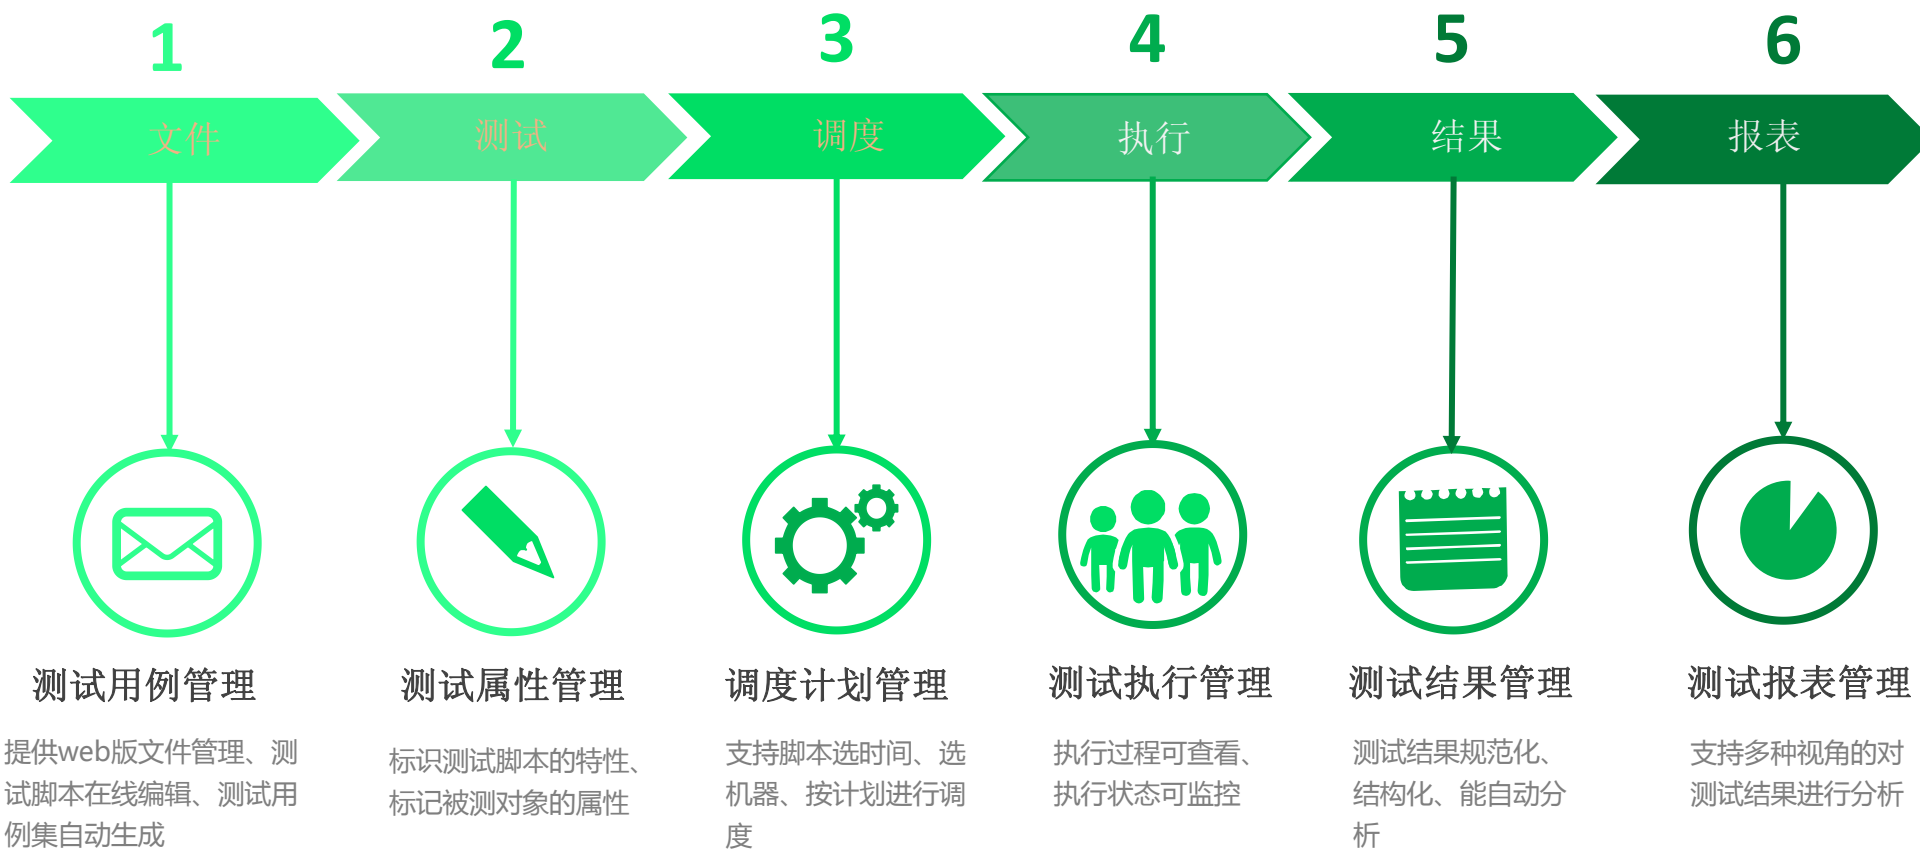 1
2
3
4
5
6
文件
测试
调度
执行
结果
报表
测试用例管理
提供web版文件管理、测
试脚本在线编辑、测试用
例集自动生成
测试属性管理
标识测试脚本的特性、
标记被测对象的属性
调度计划管理
支持脚本选时间、选
机器、按计划进行调
度
测试执行管理
执行过程可查看、
执行状态可监控
测试结果管理
测试结果规范化、
结构化、能自动分
析
测试报表管理
支持多种视角的对
测试结果进行分析